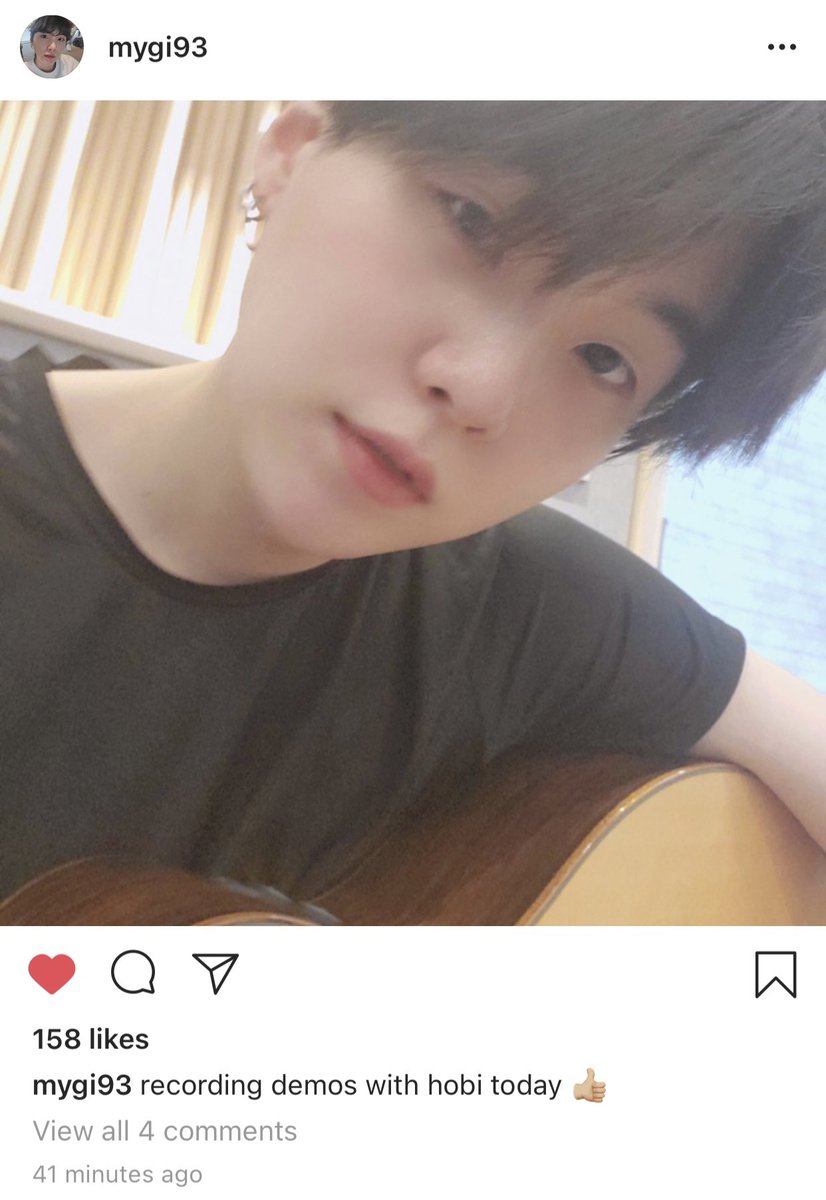 mygi93
158 likes
mygi93 recording demos with hobi today 👍🏼
View all 4 comments
41 minutes ago